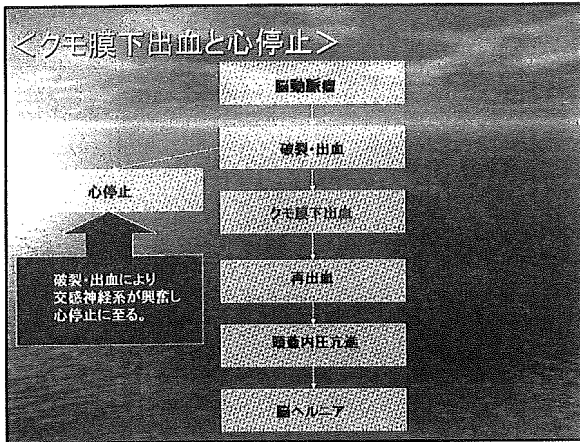 ＜クモ膜下出血と心停止＞
脳動脈瘤
破裂・出血
心停止
クモ膜下出血
破裂・出血により
交感神経系が興奮し
心停止に至る。
再出血
頭蓋内圧亢進
脳ヘルニア